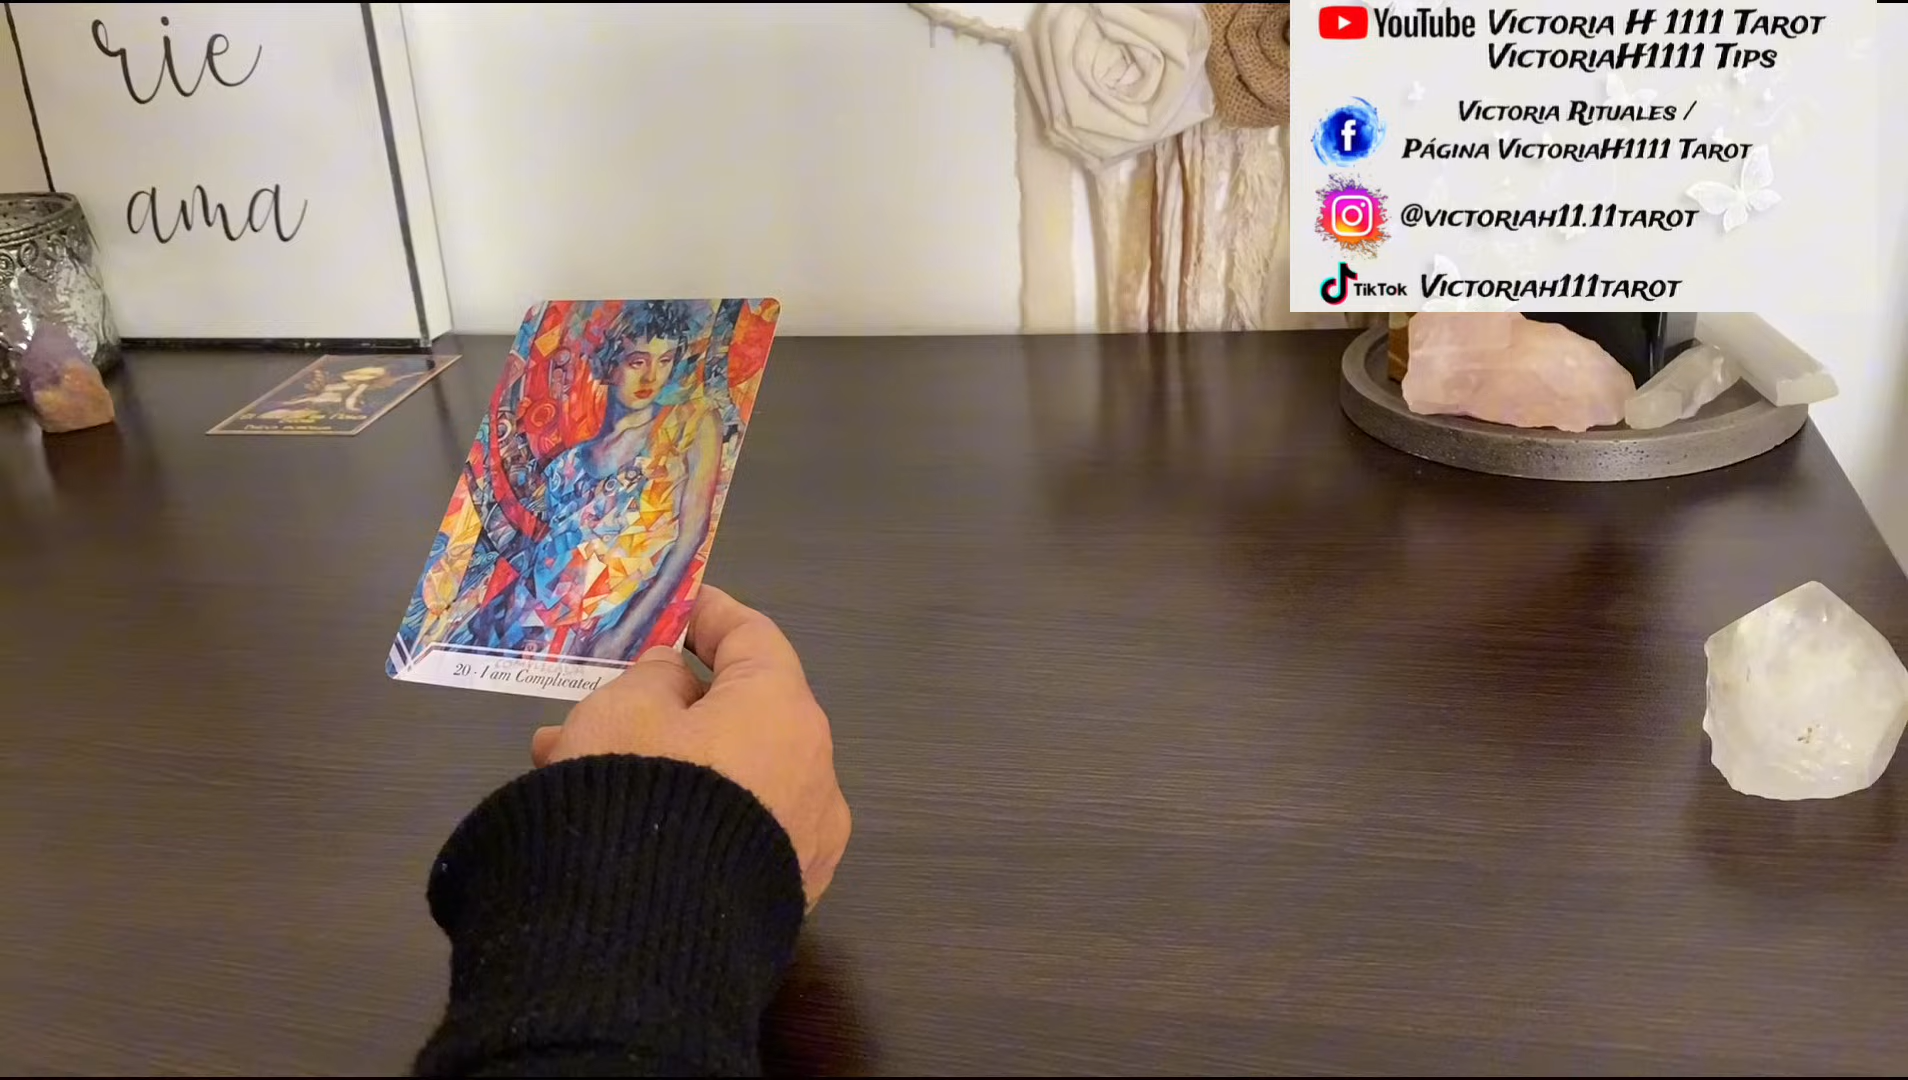 rie
ama
YouTube Victoria H 1111 Tarot
VictoriaH1111 Tips
Victoria Rituales /
Página VictoriaH1111 Tarot
@victoriah11.11tarot
TikTok Victoriah111tarot
COMPLICADA
20 - I am Complicated